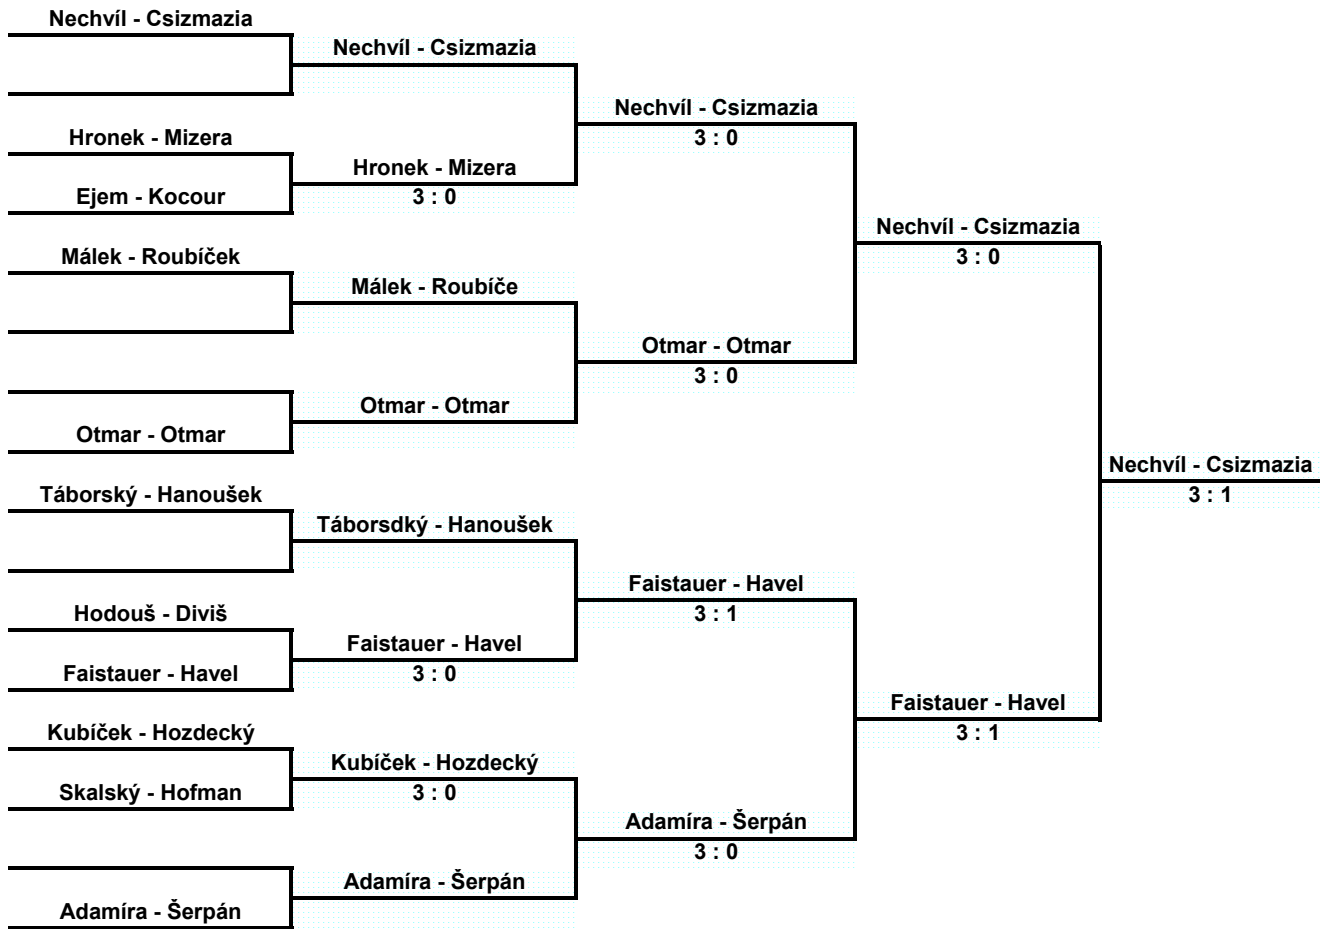 Nechvíl - Csizmazia
Nechvíl - Csizmazia
Nechvíl - Csizmazia
3 : 0
Hronek - Mizera
Hronek - Mizera
3 : 0
Ejem - Kocour
Nechvíl - Csizmazia
3 : 0
Málek - Roubíček
Málek - Roubíče
Otmar - Otmar
3 : 0
Otmar - Otmar
Otmar - Otmar
Nechvíl - Csizmazia
3 : 1
Táborský - Hanoušek
Táborsdký - Hanoušek
Faistauer - Havel
3 : 1
Hodouš - Diviš
Faistauer - Havel
3 : 0
Faistauer - Havel
Faistauer - Havel
3 : 1
Kubíček - Hozdecký
Kubíček - Hozdecký
3 : 0
Skalský - Hofman
Adamíra - Šerpán
3 : 0
Adamíra - Šerpán
Adamíra - Šerpán